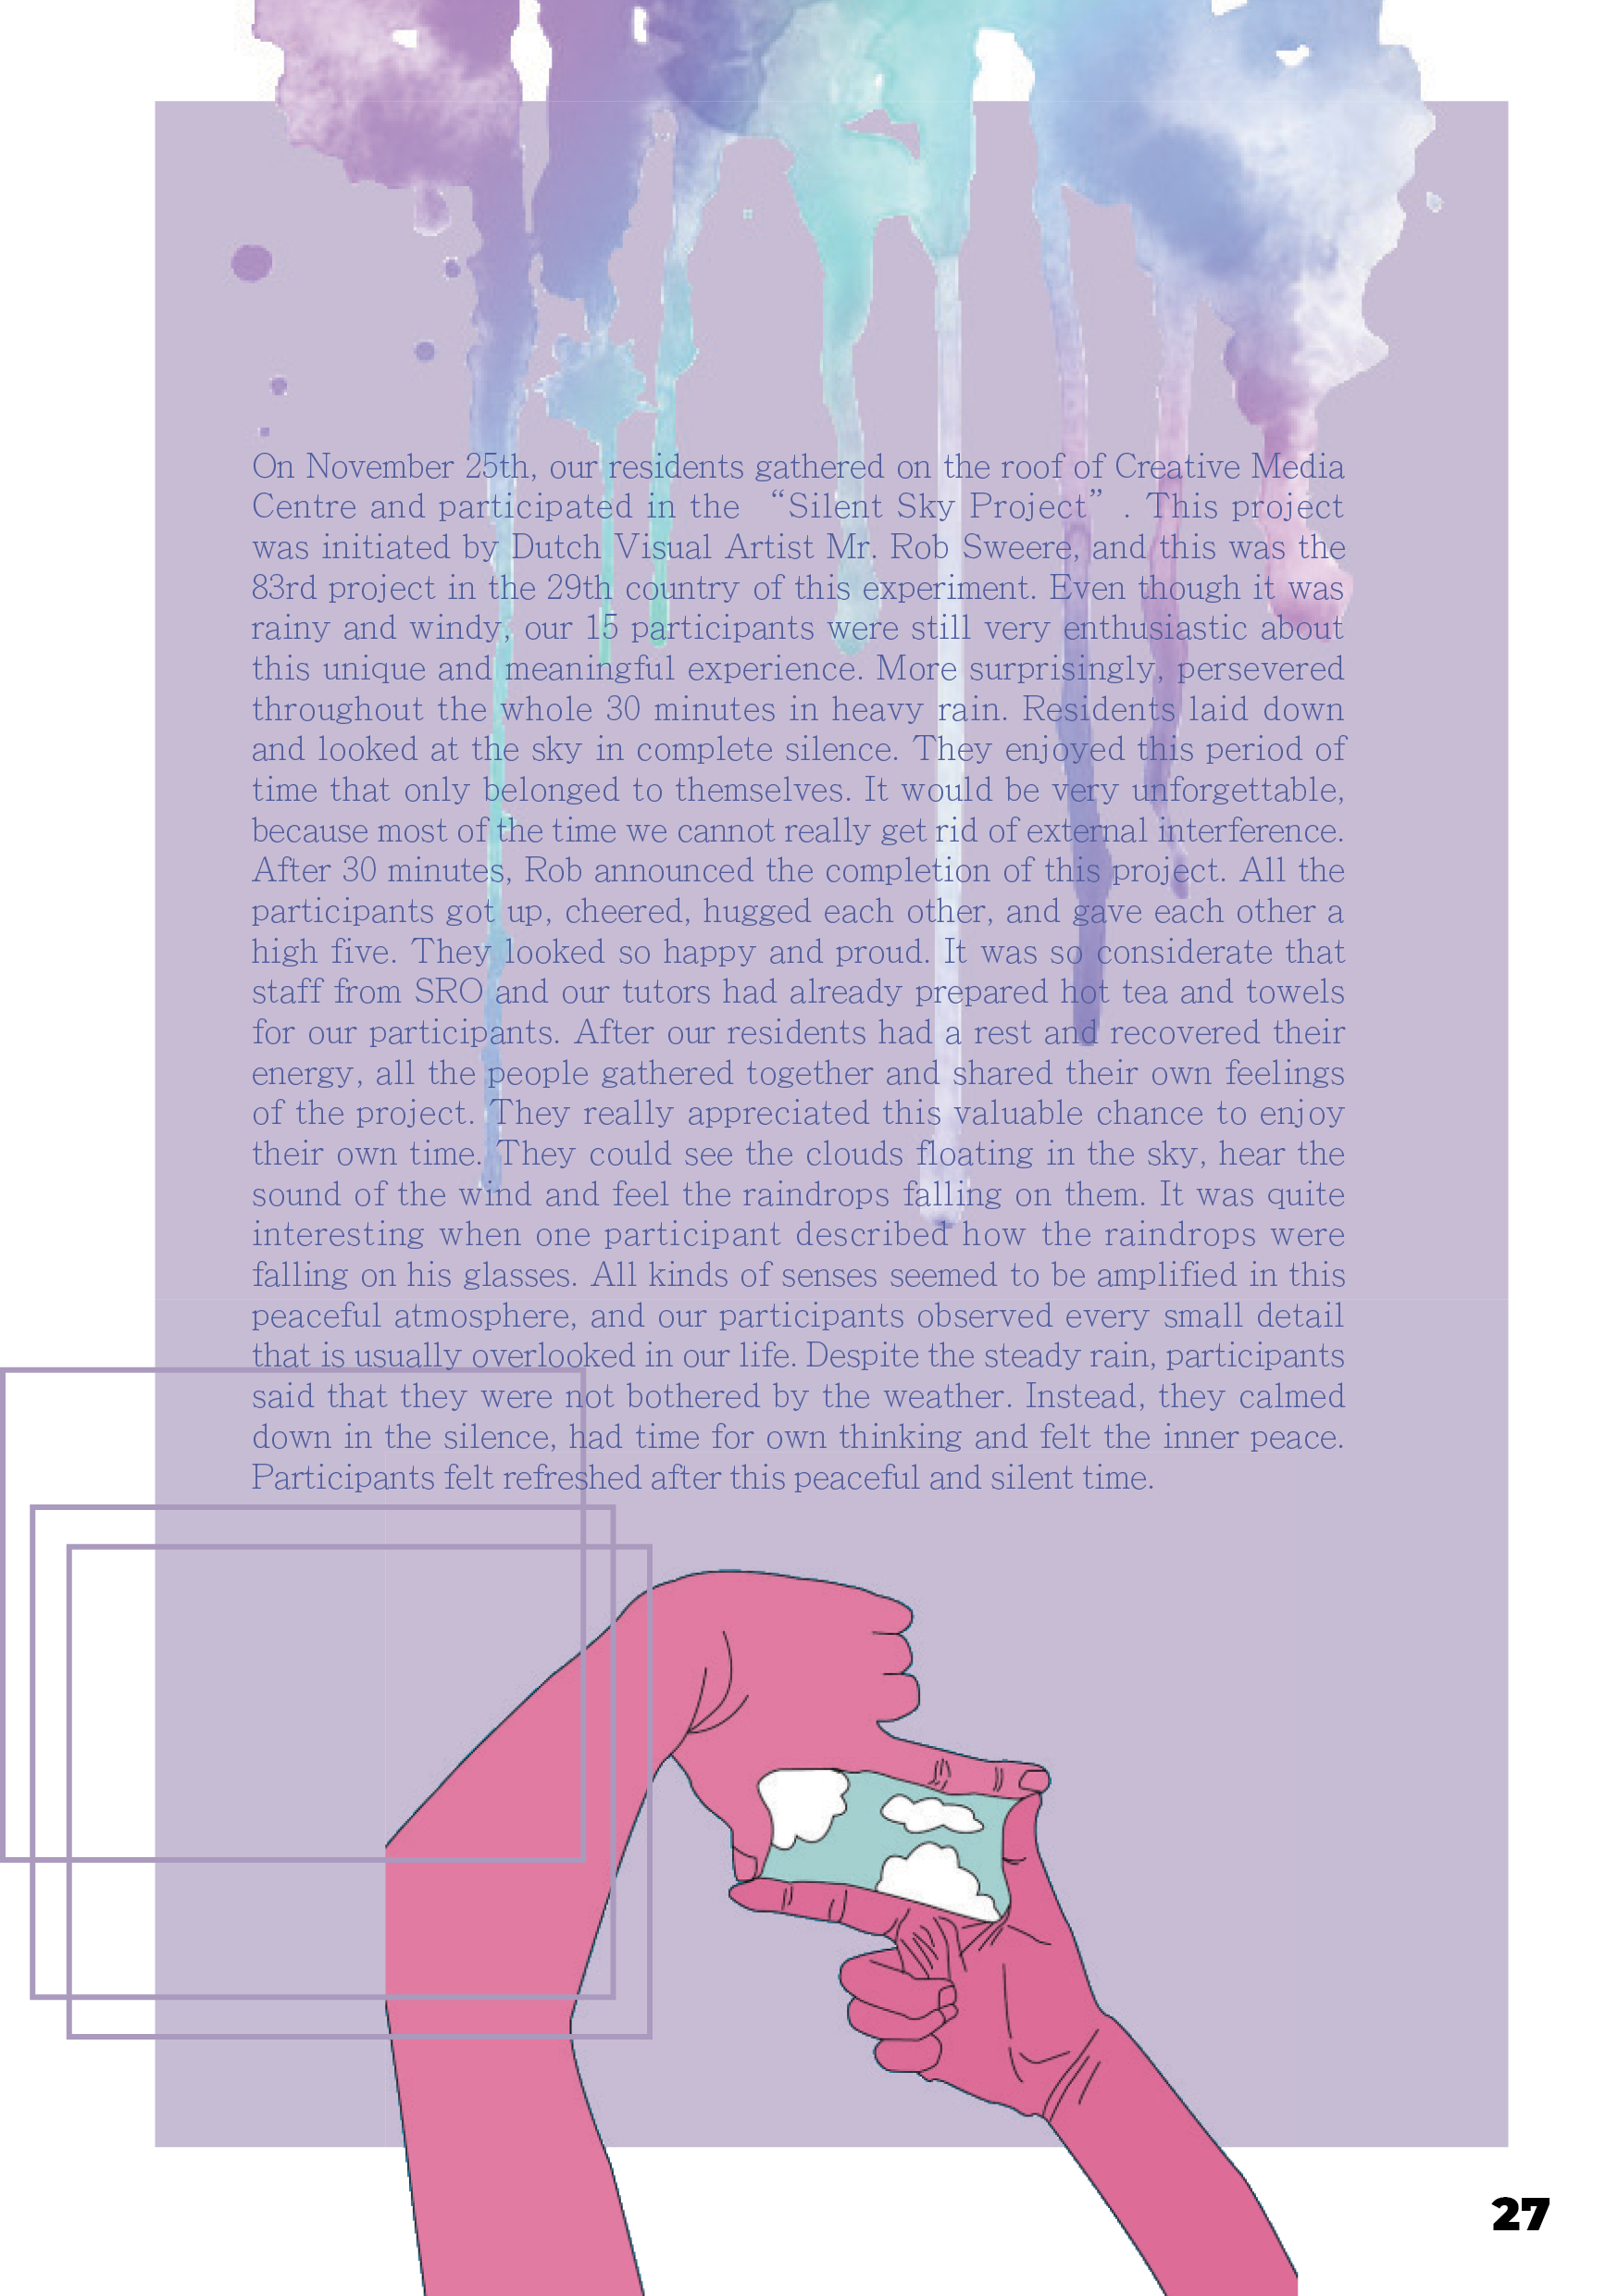 On November 25th, our residents gathered on the roof of Creative Media
Centre and participated in the “Silent Sky Project” . This project
was initiated by Dutch Visual Artist Mr. Rob Sweere, and this was the
83rd project in the 29th country of this experiment. Even though it was
rainy and windy, our 15 participants were still very enthusiastic about
this unique and meaningful experience. More surprisingly, persevered
throughout the whole 30 minutes in heavy rain. Residents laid down
and looked at the sky in complete silence. They enjoyed this period of
time that only belonged to themselves. It would be very unforgettable,
because most of the time we cannot really get rid of external interference.
After 30 minutes, Rob announced the completion of this project. All the
participants got up, cheered, hugged each other, and gave each other a
high five. They looked so happy and proud. It was so considerate that
staff from SRO and our tutors had already prepared hot tea and towels
for our participants. After our residents had a rest and recovered their
energy, all the people gathered together and shared their own feelings
of the project. They really appreciated this valuable chance to enjoy
their own time. They could see the clouds floating in the sky, hear the
sound of the wind and feel the raindrops falling on them. It was quite
interesting when one participant described how the raindrops were
falling on his glasses. All kinds of senses seemed to be amplified in this
peaceful atmosphere, and our participants observed every small detail
that is usually overlooked in our life. Despite the steady rain, participants
said that they were not bothered by the weather. Instead, they calmed
down in the silence, had time for own thinking and felt the inner peace.
Participants felt refreshed after this peaceful and silent time.
27